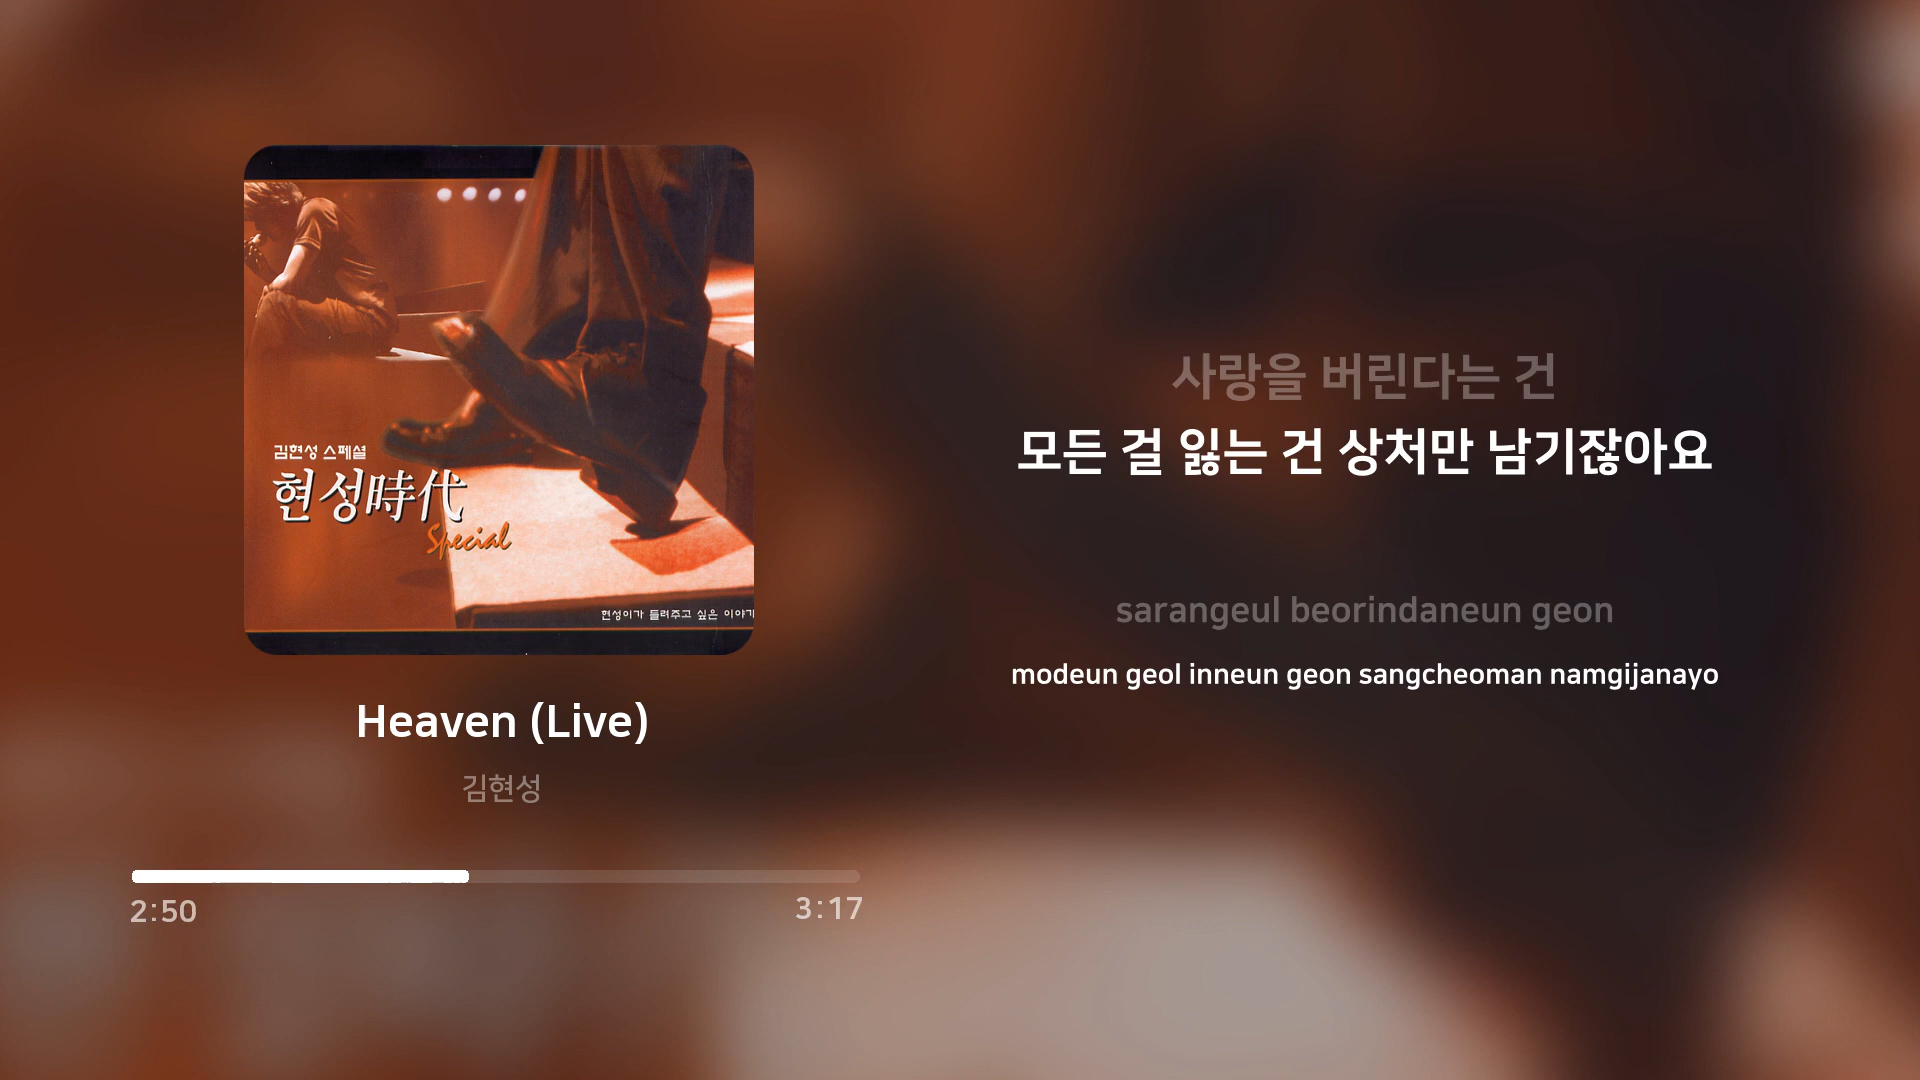 김현성 스페셜
현성時代
Special
현성이가 들려주고 싶은 이야기
Heaven (Live)
김현성
2:50
3:17
사랑을 버린다는 건
모든 걸 잃는 건 상처만 남기잖아요
sarangeul beorindaneun geon
modeun geol inneun geon sangcheoman namgijanayo